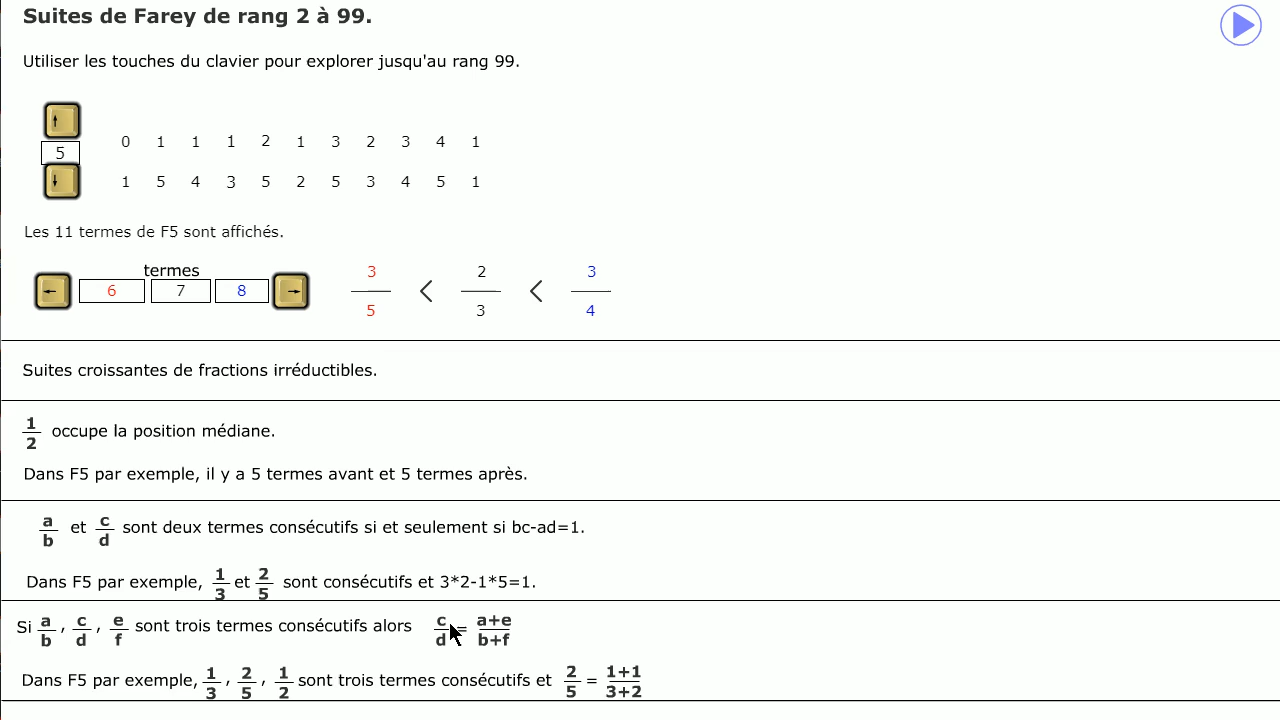 Suites de Farey de rang 2 à 99.
Utiliser les touches du clavier pour explorer jusqu'au rang 99.
↑
5
↓
0 1 1 1 2 1 3 2 3 4 1
1 5 4 3 5 2 5 3 4 5 1
Les 11 termes de F5 sont affichés.
termes
← 6 7 8 →
3 2 3
< <
5 3 4
Suites croissantes de fractions irréductibles.
1/2 occupe la position médiane.
Dans F5 par exemple, il y a 5 termes avant et 5 termes après.
a/b et c/d sont deux termes consécutifs si et seulement si bc-ad=1.
Dans F5 par exemple, 1/3 et 2/5 sont consécutifs et 3*2-1*5=1.
Si a/b , c/d , e/f sont trois termes consécutifs alors c/d = a+e/b+f
Dans F5 par exemple, 1/3 , 2/5 , 1/2 sont trois termes consécutifs et 2/5 = 1+1/3+2